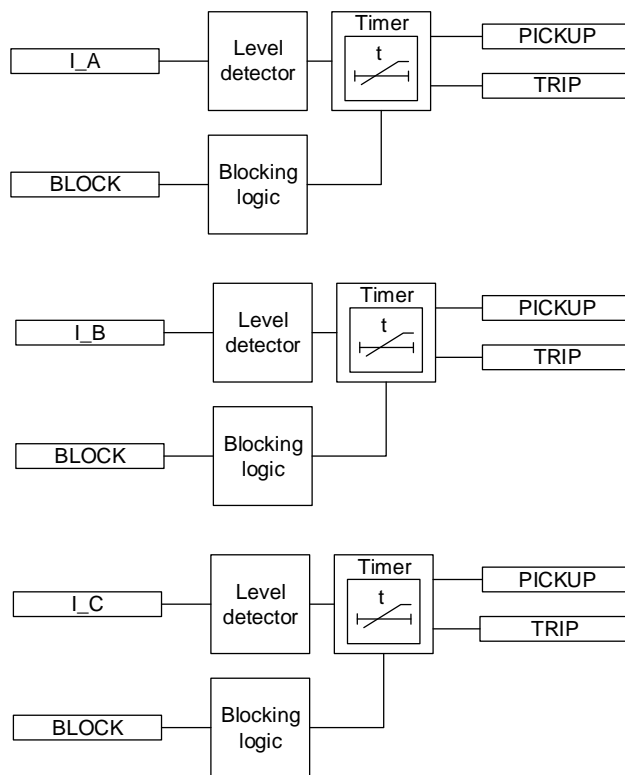 Timer
PICKUP
I_A
Level
detector
t
TRIP
BLOCK
Blocking
logic
Timer
PICKUP
I_B
Level
detector
t
TRIP
BLOCK
Blocking
logic
Timer
PICKUP
I_C
Level
detector
t
TRIP
BLOCK
Blocking
logic